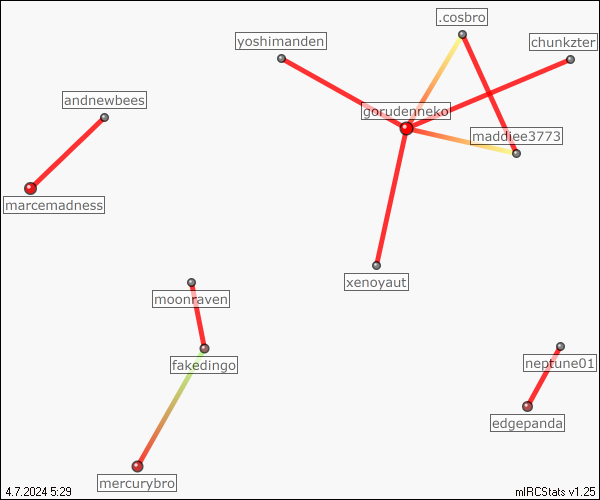 .cosbro
yoshimanden
chunkzter
andnewbees
gorudenneko
maddiee3773
marcemadness
xenoyaut
moonraven
fakedingo
neptune01
edgepanda
mercurybro
4.7.2024 5:29
mIRCStats v1.25